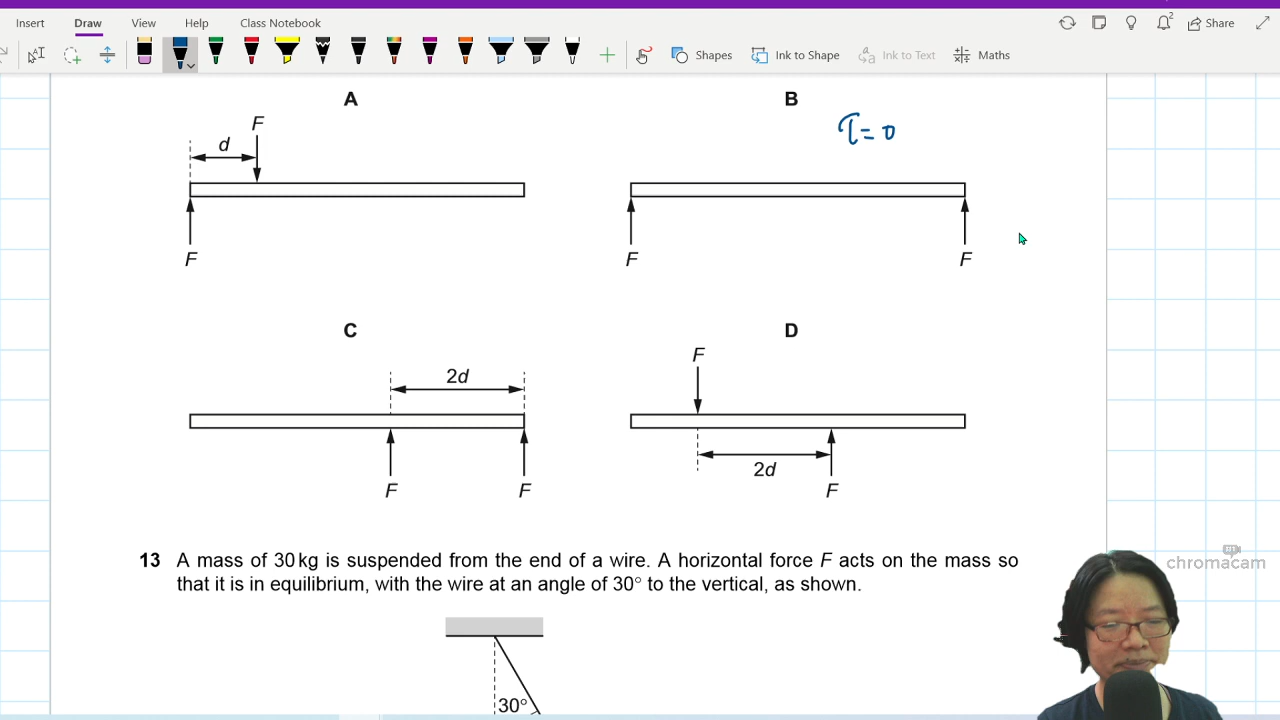 Insert Draw View Help Class Notebook 2 Share
Shapes Ink to Shape Ink to Text Maths
A B
F
d
τ = 0
F F F
C D
F
2d
2d
F F F
13 A mass of 30 kg is suspended from the end of a wire. A horizontal force F acts on the mass so
that it is in equilibrium, with the wire at an angle of 30° to the vertical, as shown.
chromacam
30°